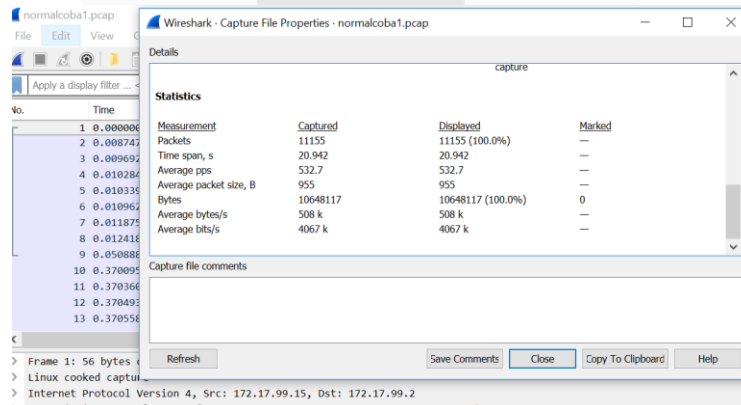 normalcoba1.pcap
File Edit View
Apply a display filter ...
No. Time
1 0.00000
2 0.008747
3 0.009692
4 0.010284
5 0.010339
6 0.010962
7 0.011875
8 0.012418
9 0.050888
10 0.370095
11 0.370360
12 0.370493
13 0.370558
Wireshark · Capture File Properties · normalcoba1.pcap
Details
capture
Statistics
Measurement Captured Displayed Marked
Packets 11155 11155 (100.0%) —
Time span, s 20.942 20.942 —
Average pps 532.7 532.7 —
Average packet size, B 955 955 —
Bytes 10648117 10648117 (100.0%) 0
Average bytes/s 508 k 508 k —
Average bits/s 4067 k 4067 k —
Capture file comments
Refresh Save Comments Close Copy To Clipboard Help
Frame 1: 56 bytes
Linux cooked captu
Internet Protocol Version 4, Src: 172.17.99.15, Dst: 172.17.99.2